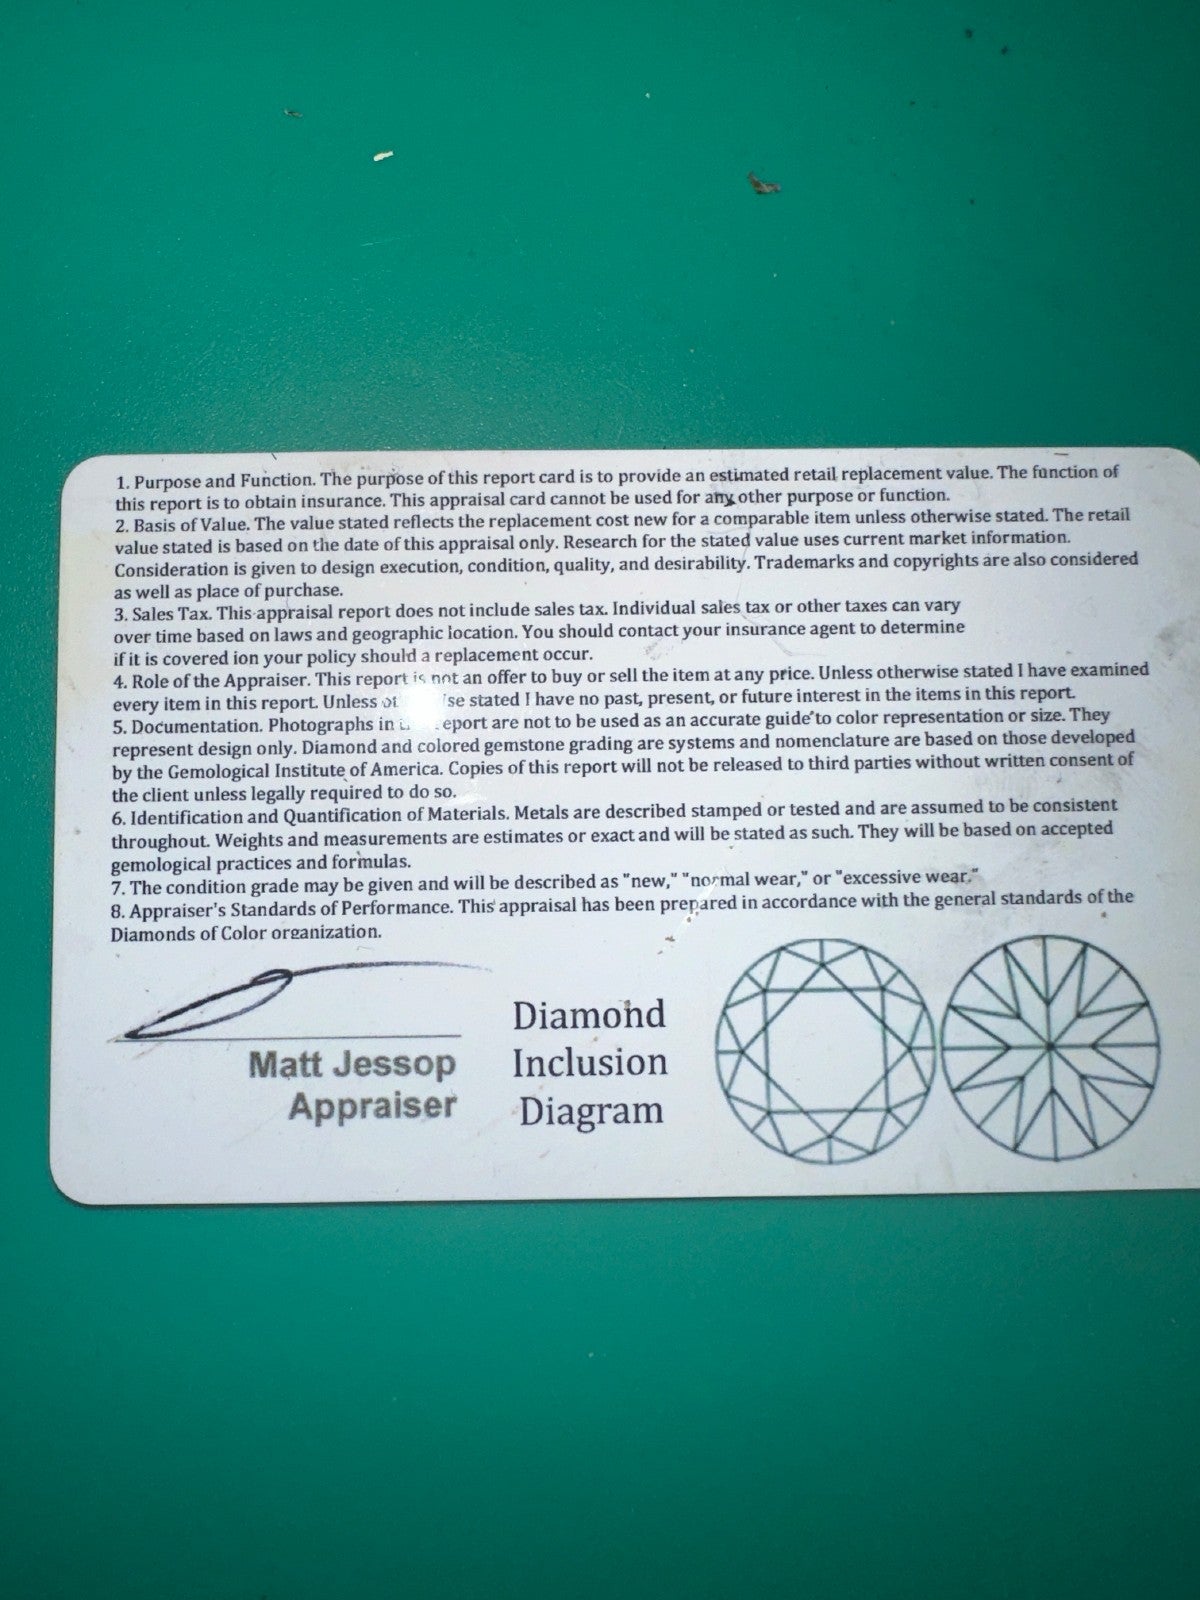 1. Purpose and Function. The purpose of this report card is to provide an estimated retail replacement value. The function of
this report is to obtain insurance. This appraisal card cannot be used for any other purpose or function.
2. Basis of Value. The value stated reflects the replacement cost new for a comparable item unless otherwise stated. The retail
value stated is based on the date of this appraisal only. Research for the stated value uses current market information.
Consideration is given to design execution, condition, quality, and desirability. Trademarks and copyrights are also considered
as well as place of purchase.
3. Sales Tax. This appraisal report does not include sales tax. Individual sales tax or other taxes can vary
over time based on laws and geographic location. You should contact your insurance agent to determine
if it is covered ion your policy should a replacement occur.
4. Role of the Appraiser. This report is not an offer to buy or sell the item at any price. Unless otherwise stated I have examined
every item in this report. Unless stated I have no past, present, or future interest in the items in this report.
5. Documentation. Photographs in report are not to be used as an accurate guide to color representation or size. They
represent design only. Diamond and colored gemstone grading are systems and nomenclature are based on those developed
by the Gemological Institute of America. Copies of this report will not be released to third parties without written consent of
the client unless legally required to do so.
6. Identification and Quantification of Materials. Metals are described stamped or tested and are assumed to be consistent
throughout. Weights and measurements are estimates or exact and will be stated as such. They will be based on accepted
gemological practices and formulas.
7. The condition grade may be given and will be described as "new," "normal wear," or "excessive wear."
8. Appraiser's Standards of Performance. This appraisal has been prepared in accordance with the general standards of the
Diamonds of Color organization.
Matt Jessop
Appraiser
Diamond
Inclusion
Diagram